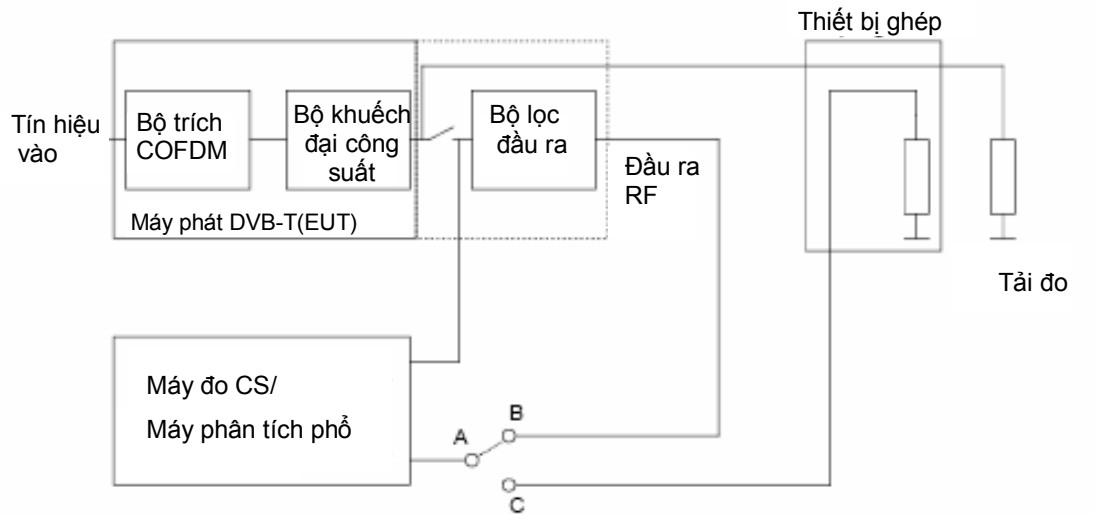 Thiết bị ghép
Tín hiệu
vào
Bộ trích
COFDM
Bộ khuếch
đại công
suất
Bộ lọc
đầu ra
Đầu ra
RF
Máy phát DVB-T(EUT)
Tải đo
Máy đo CS/
Máy phân tích phổ
A
B
C